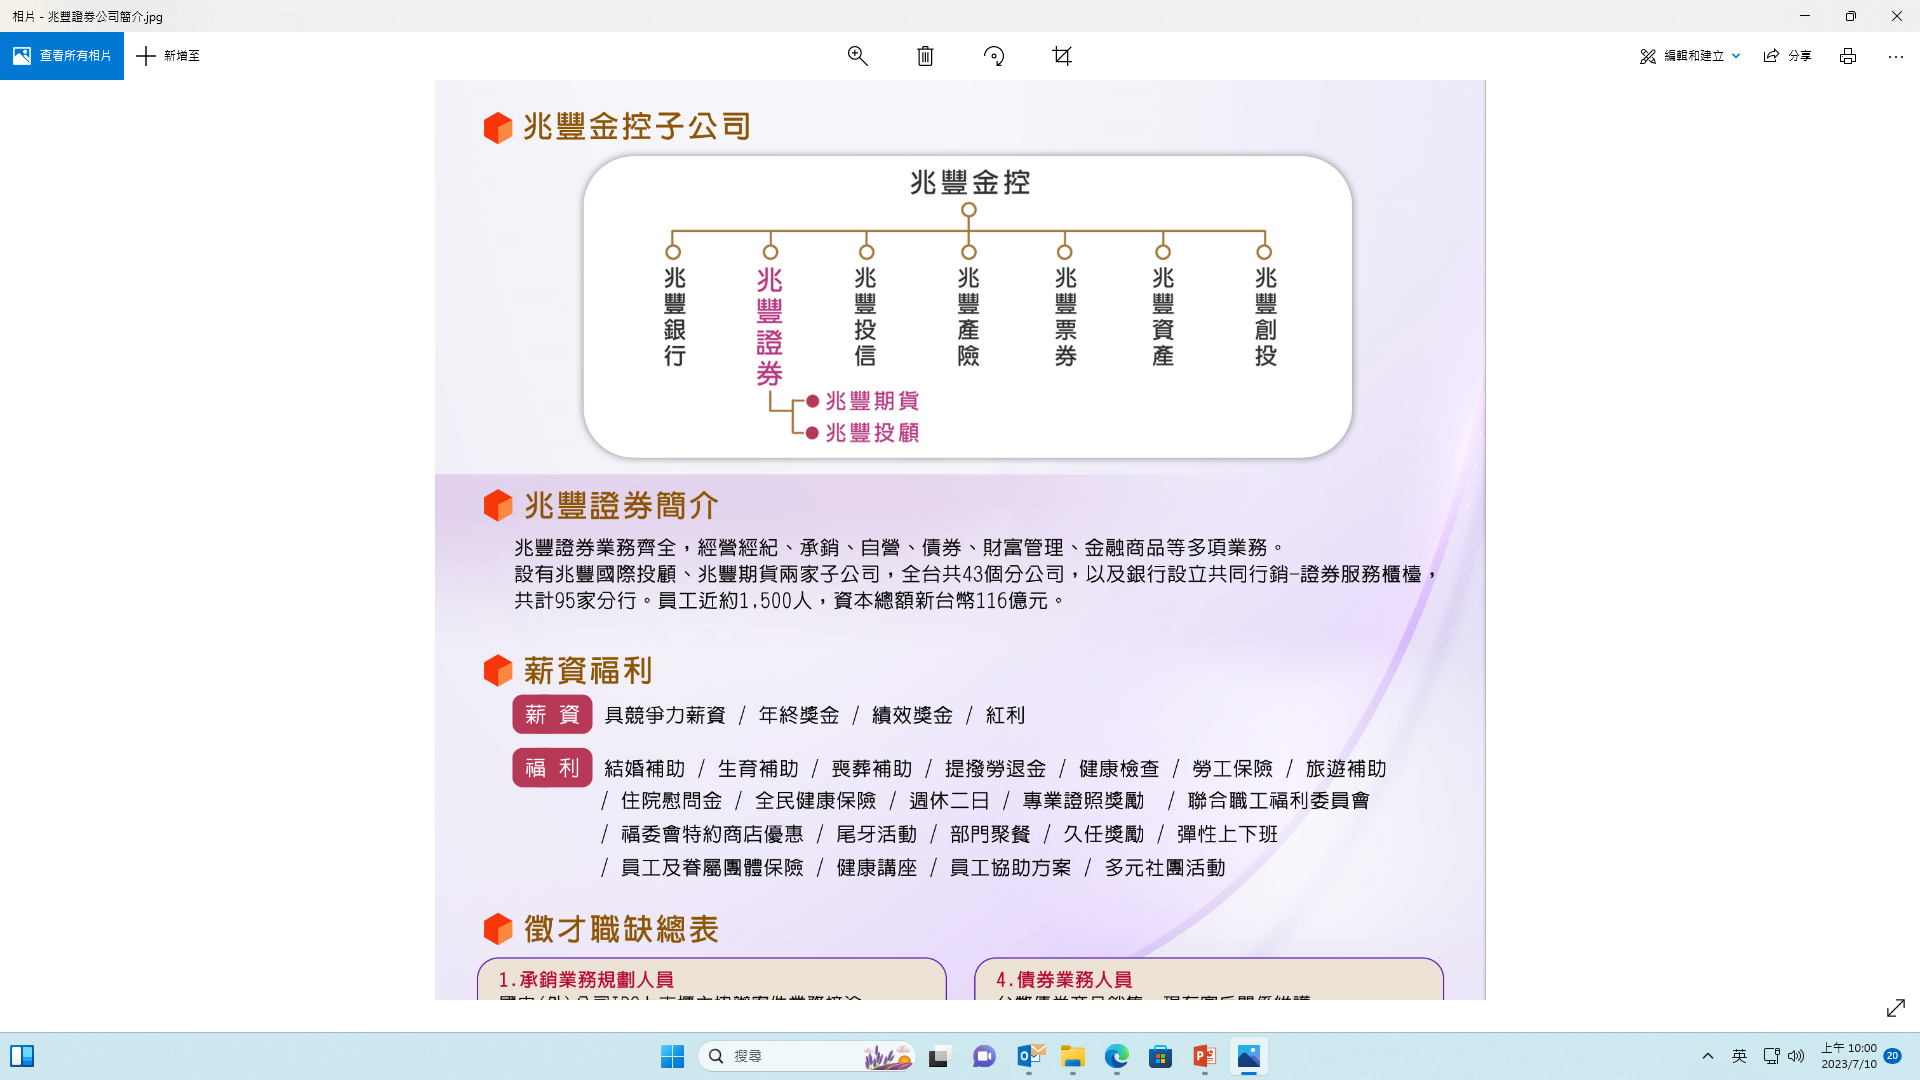 相片 - 兆豐證券公司簡介.jpg
查看所有相片
新增至
編輯和建立
分享
兆豐金控子公司
兆豐金控
兆豐銀行
兆豐證券
兆豐投信
兆豐產險
兆豐票券
兆豐資產
兆豐創投
兆豐期貨
兆豐投顧
兆豐證券簡介
兆豐證券業務齊全，經營經紀、承銷、自營、債券、財富管理、金融商品等多項業務。
設有兆豐國際投顧、兆豐期貨兩家子公司，全台共43個分公司，以及銀行設立共同行銷-證券服務櫃檯，
共計95家分行。員工近約1,500人，資本總額新台幣116億元。
薪資福利
薪 資 具競爭力薪資 / 年終獎金 / 績效獎金 / 紅利
福 利 結婚補助 / 生育補助 / 喪葬補助 / 提撥勞退金 / 健康檢查 / 勞工保險 / 旅遊補助
/ 住院慰問金 / 全民健康保險 / 週休二日 / 專業證照獎勵 / 聯合職工福利委員會
/ 福委會特約商店優惠 / 尾牙活動 / 部門聚餐 / 久任獎勵 / 彈性上下班
/ 員工及眷屬團體保險 / 健康講座 / 員工協助方案 / 多元社團活動
徵才職缺總表
1.承銷業務規劃人員
4.債券業務人員
搜尋
英
上午 10:00
2023/7/10
20